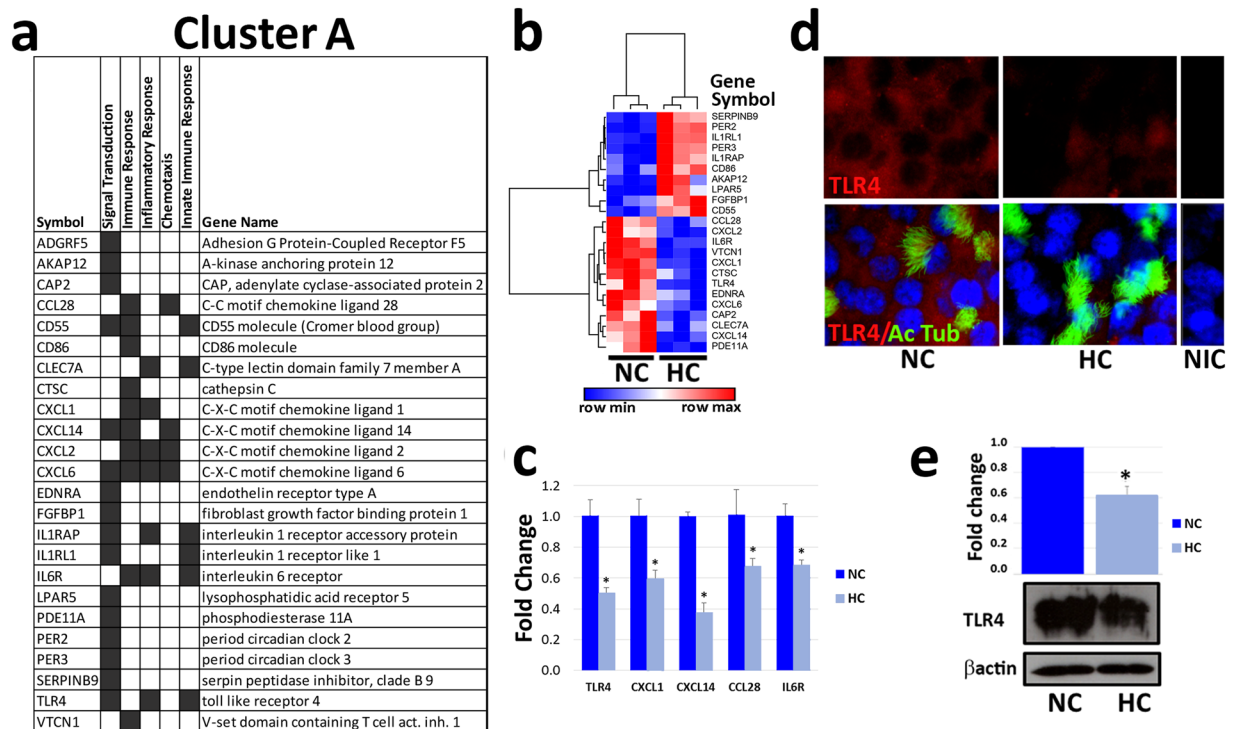 a
Cluster A
Symbol Signal Transduction Immune Response Inflammatory Response Chemotaxis Innate Immune Response Gene Name
ADGRF5 Adhesion G Protein-Coupled Receptor F5
AKAP12 A-kinase anchoring protein 12
CAP2 CAP, adenylate cyclase-associated protein 2
CCL28 C-C motif chemokine ligand 28
CD55 CD55 molecule (Cromer blood group)
CD86 CD86 molecule
CLEC7A C-type lectin domain family 7 member A
CTSC cathepsin C
CXCL1 C-X-C motif chemokine ligand 1
CXCL14 C-X-C motif chemokine ligand 14
CXCL2 C-X-C motif chemokine ligand 2
CXCL6 C-X-C motif chemokine ligand 6
EDNRA endothelin receptor type A
FGFBP1 fibroblast growth factor binding protein 1
IL1RAP interleukin 1 receptor accessory protein
IL1RL1 interleukin 1 receptor like 1
IL6R interleukin 6 receptor
LPAR5 lysophosphatidic acid receptor 5
PDE11A phosphodiesterase 11A
PER2 period circadian clock 2
PER3 period circadian clock 3
SERPINB9 serpin peptidase inhibitor, clade B 9
TLR4 toll like receptor 4
VTCN1 V-set domain containing T cell act. inh. 1
b
Gene
Symbol
SERPINB9
PER2
IL1RL1
PER3
IL1RAP
CD86
AKAP12
LPAR5
FGFBP1
CD55
CCL28
CXCL2
IL6R
VTCN1
CXCL1
CTSC
TLR4
EDNRA
CXCL6
CAP2
CLEC7A
CXCL14
PDE11A
NC HC
row min row max
c
Fold Change
1.2
1.0
0.8
0.6
0.4
0.2
0.0
* * * * *
TLR4 CXCL1 CXCL14 CCL28 IL6R
NC
HC
d
TLR4
TLR4/Ac Tub
NC HC NIC
e
Fold change
1.0
0.8
0.6
0.4
0.2
0.0
*
NC
HC
TLR4
βactin
NC HC